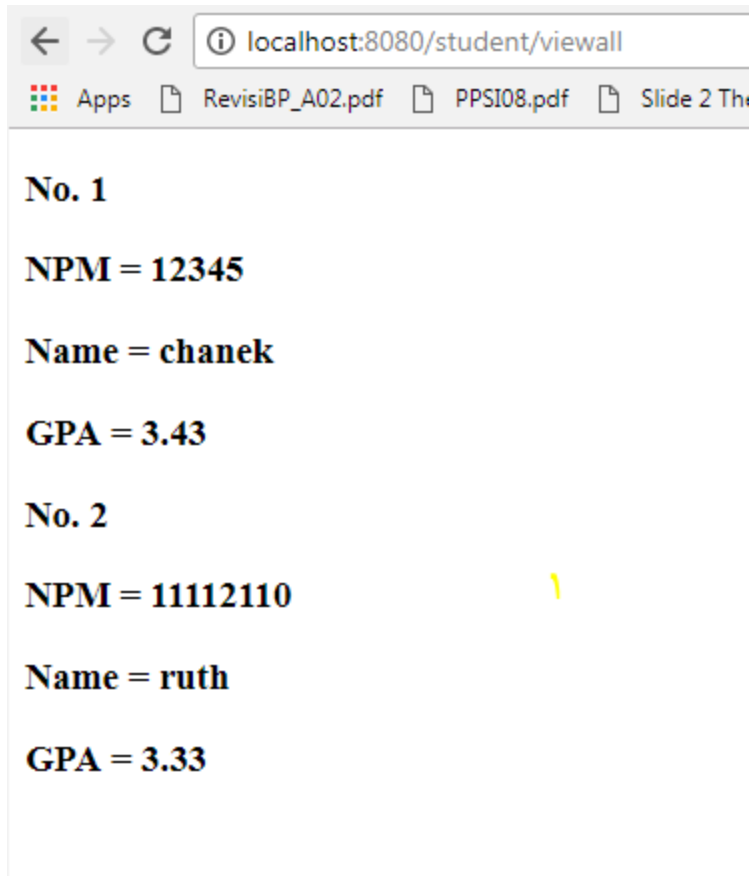 localhost:8080/student/viewall
Apps RevisiBP_A02.pdf PPSI08.pdf Slide 2 The
No. 1
NPM = 12345
Name = chanek
GPA = 3.43
No. 2
NPM = 11112110
Name = ruth
GPA = 3.33